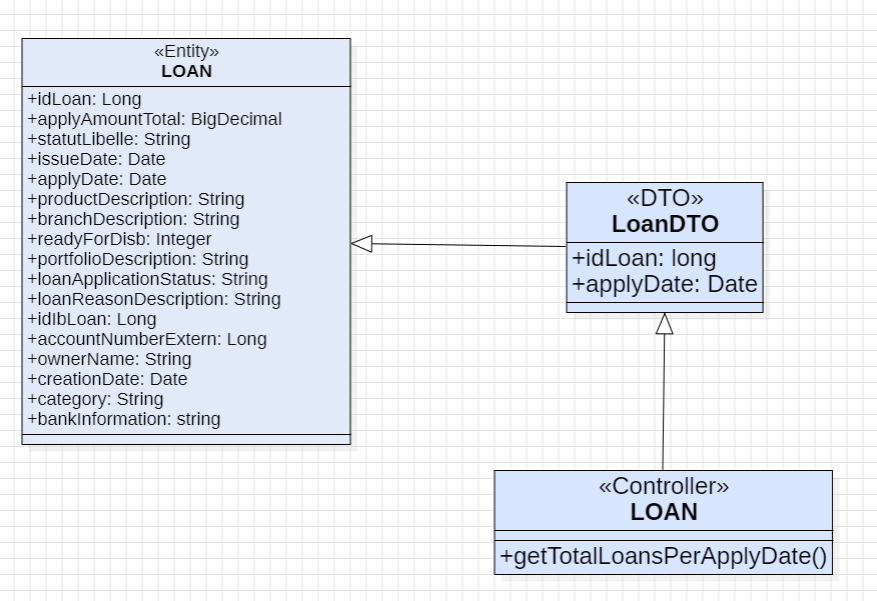 «Entity»
LOAN
+idLoan: Long
+applyAmountTotal: BigDecimal
+statutLibelle: String
+issueDate: Date
+applyDate: Date
+productDescription: String
+branchDescription: String
+readyForDisb: Integer
+portfolioDescription: String
+loanApplicationStatus: String
+loanReasonDescription: String
+idIbLoan: Long
+accountNumberExtern: Long
+ownerName: String
+creationDate: Date
+category: String
+bankInformation: string
«DTO»
LoanDTO
+idLoan: long
+applyDate: Date
«Controller»
LOAN
+getTotalLoansPerApplyDate()